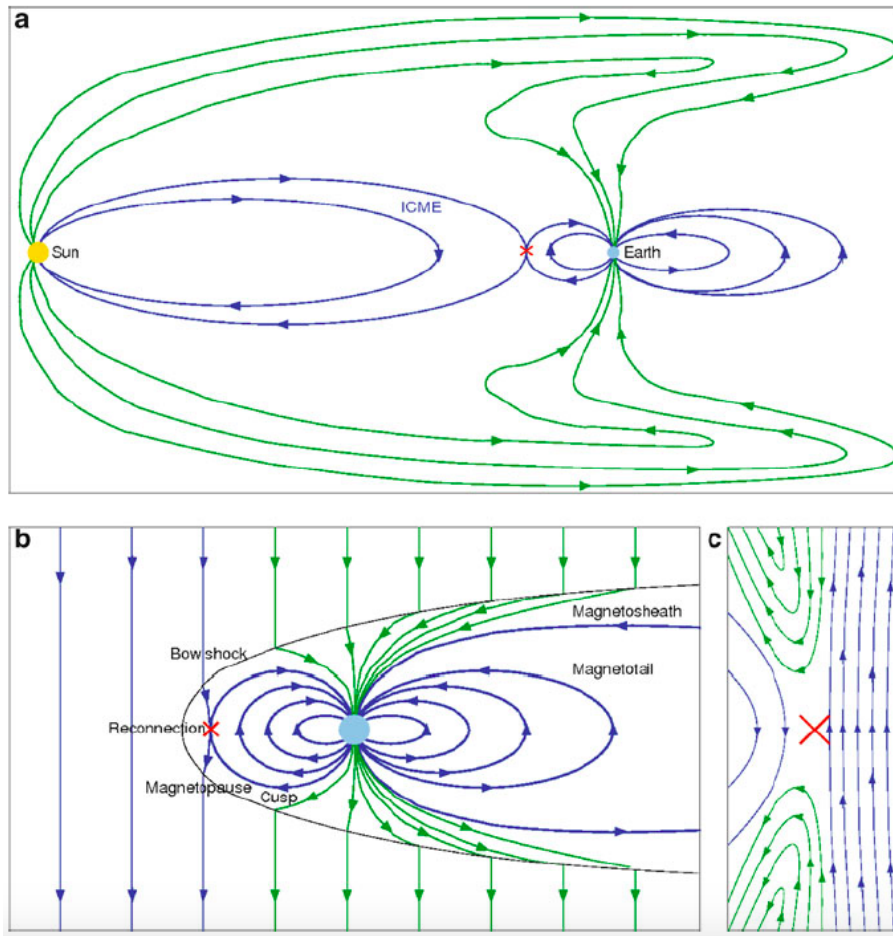 a
ICME
Sun
Earth
b
c
Magnetosheath
Bow shock
Magnetotail
Reconnection
Magnetopause
Cusp